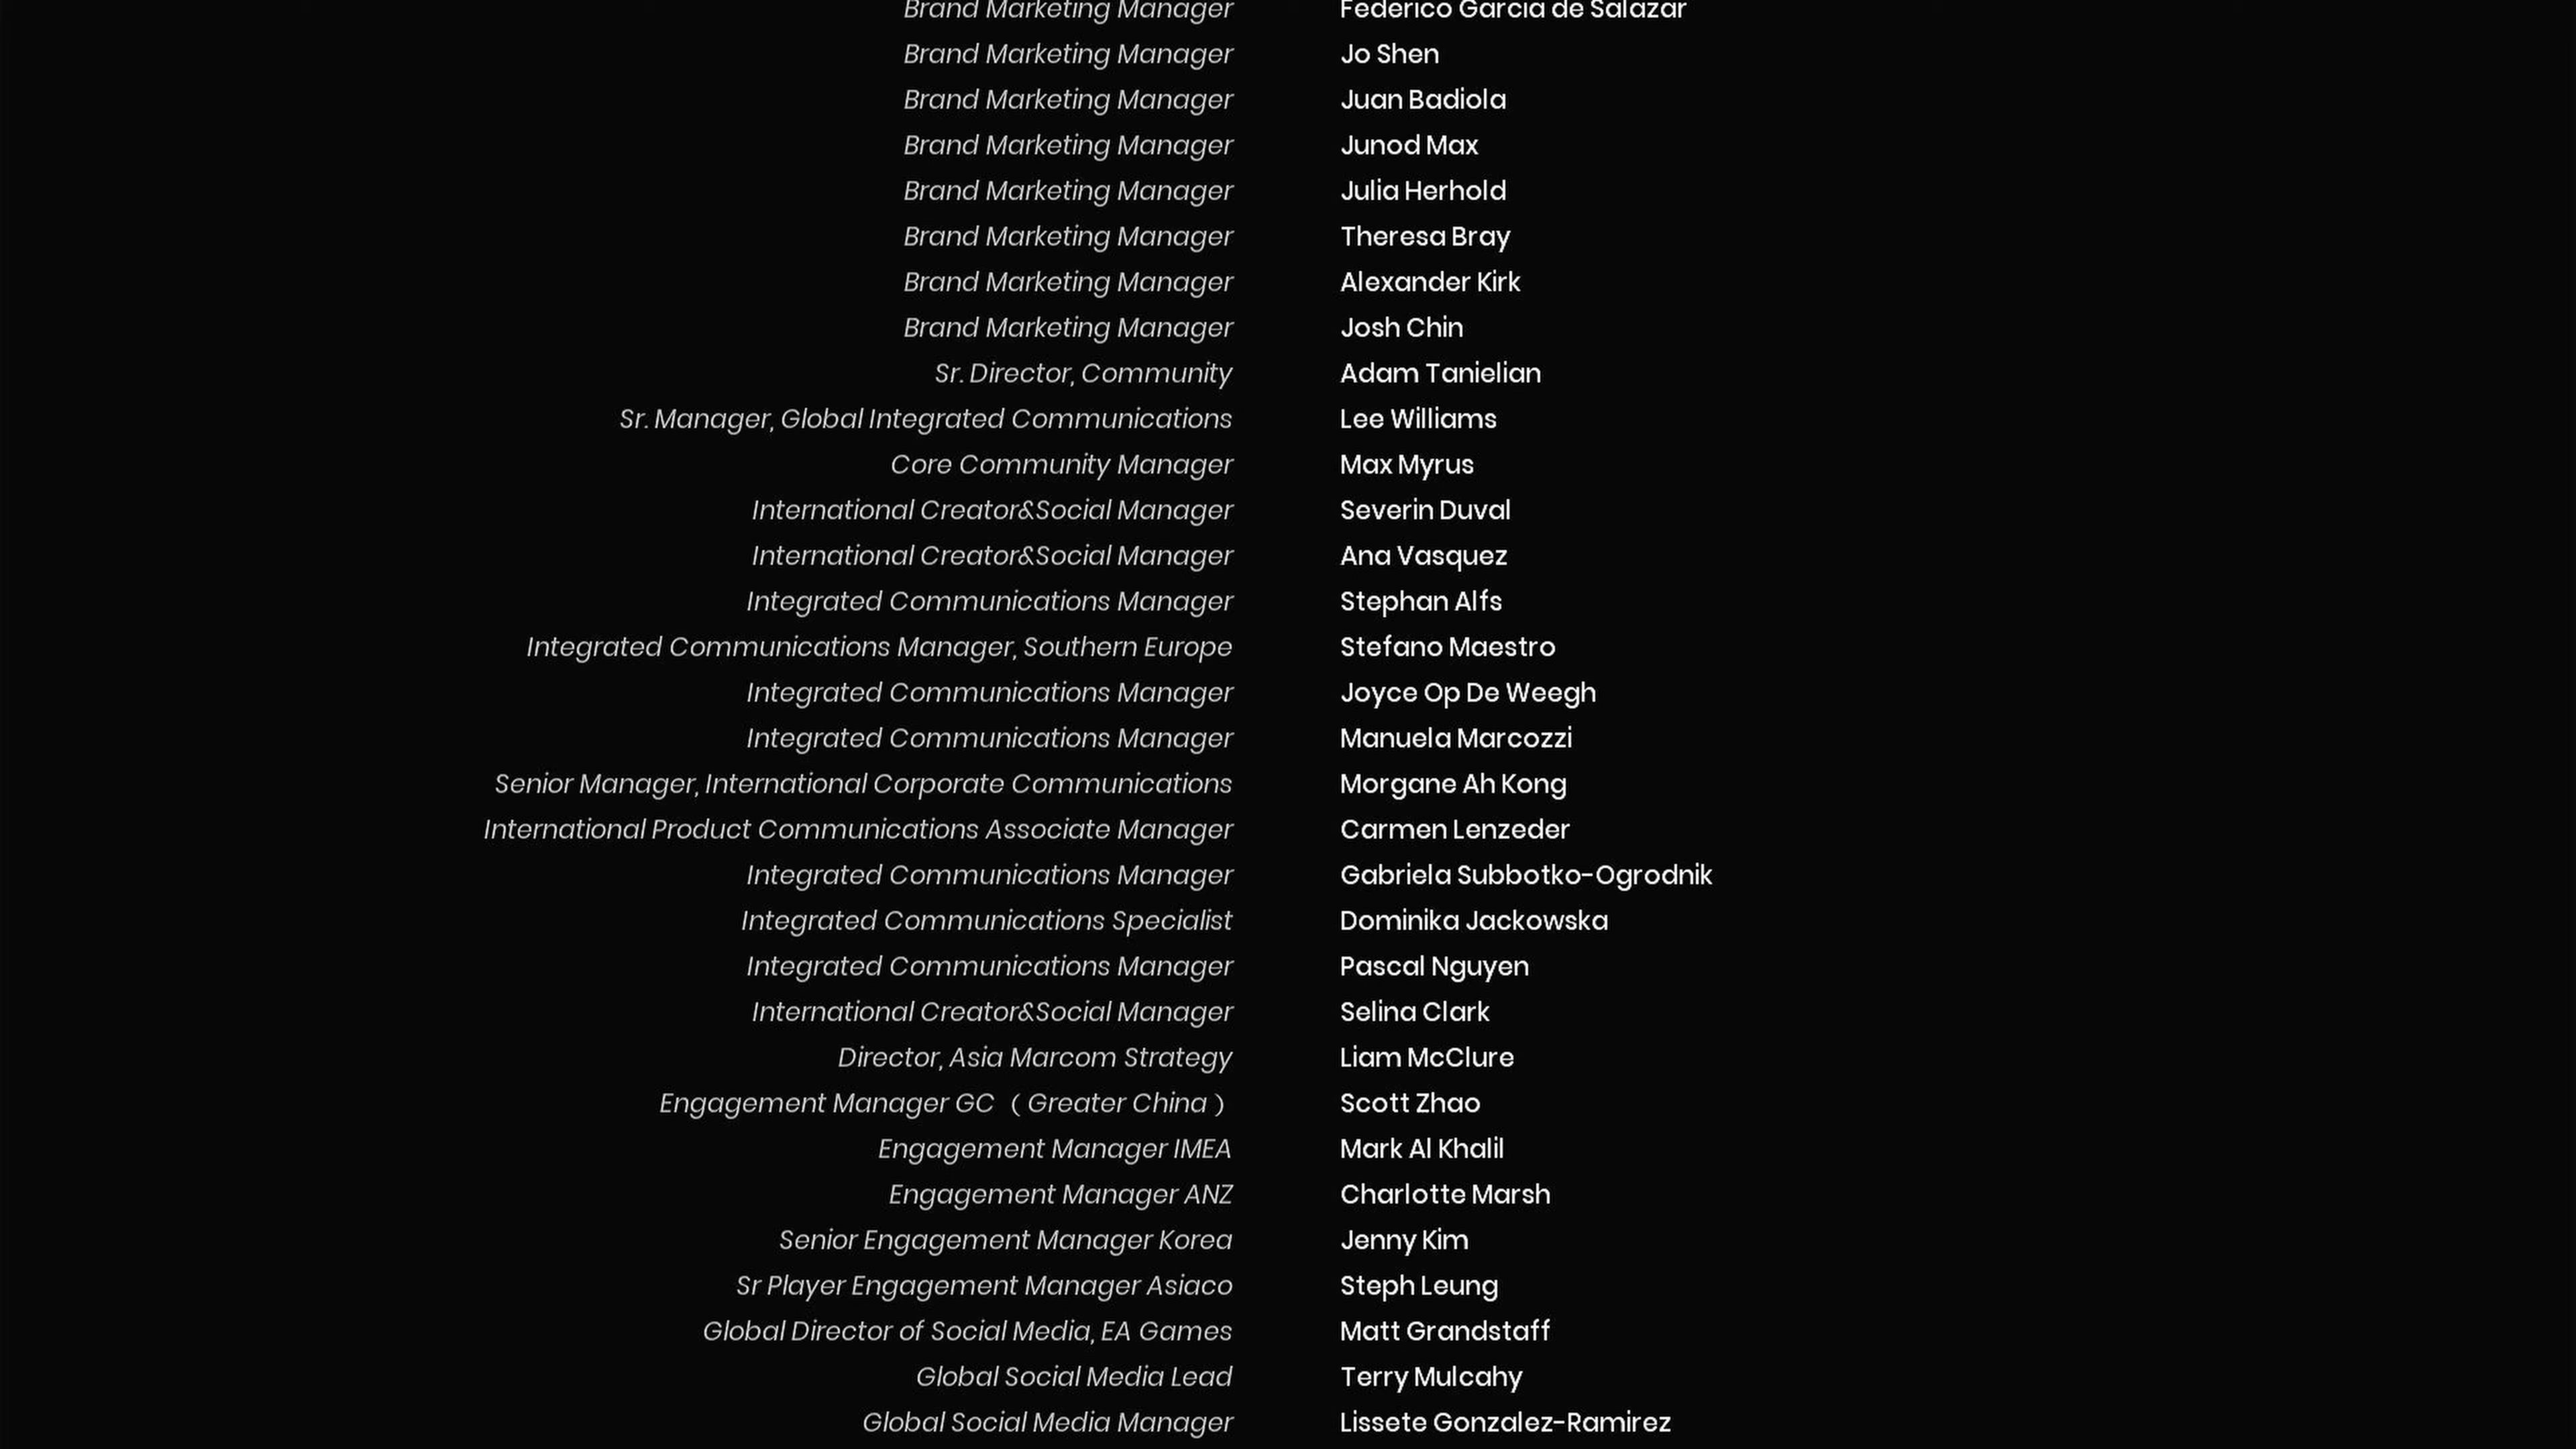 Brand Marketing Manager Federico Garcia de Salazar
Brand Marketing Manager Jo Shen
Brand Marketing Manager Juan Badiola
Brand Marketing Manager Junod Max
Brand Marketing Manager Julia Herhold
Brand Marketing Manager Theresa Bray
Brand Marketing Manager Alexander Kirk
Brand Marketing Manager Josh Chin
Sr. Director, Community Adam Tanielian
Sr. Manager, Global Integrated Communications Lee Williams
Core Community Manager Max Myrus
International Creator&Social Manager Severin Duval
International Creator&Social Manager Ana Vasquez
Integrated Communications Manager Stephan Alfs
Integrated Communications Manager, Southern Europe Stefano Maestro
Integrated Communications Manager Joyce Op De Weegh
Integrated Communications Manager Manuela Marcozzi
Senior Manager, International Corporate Communications Morgane Ah Kong
International Product Communications Associate Manager Carmen Lenzeder
Integrated Communications Manager Gabriela Subbotko-Ogrodnik
Integrated Communications Specialist Dominika Jackowska
Integrated Communications Manager Pascal Nguyen
International Creator&Social Manager Selina Clark
Director, Asia Marcom Strategy Liam McClure
Engagement Manager GC （Greater China） Scott Zhao
Engagement Manager IMEA Mark Al Khalil
Engagement Manager ANZ Charlotte Marsh
Senior Engagement Manager Korea Jenny Kim
Sr Player Engagement Manager Asiaco Steph Leung
Global Director of Social Media, EA Games Matt Grandstaff
Global Social Media Lead Terry Mulcahy
Global Social Media Manager Lissete Gonzalez-Ramirez